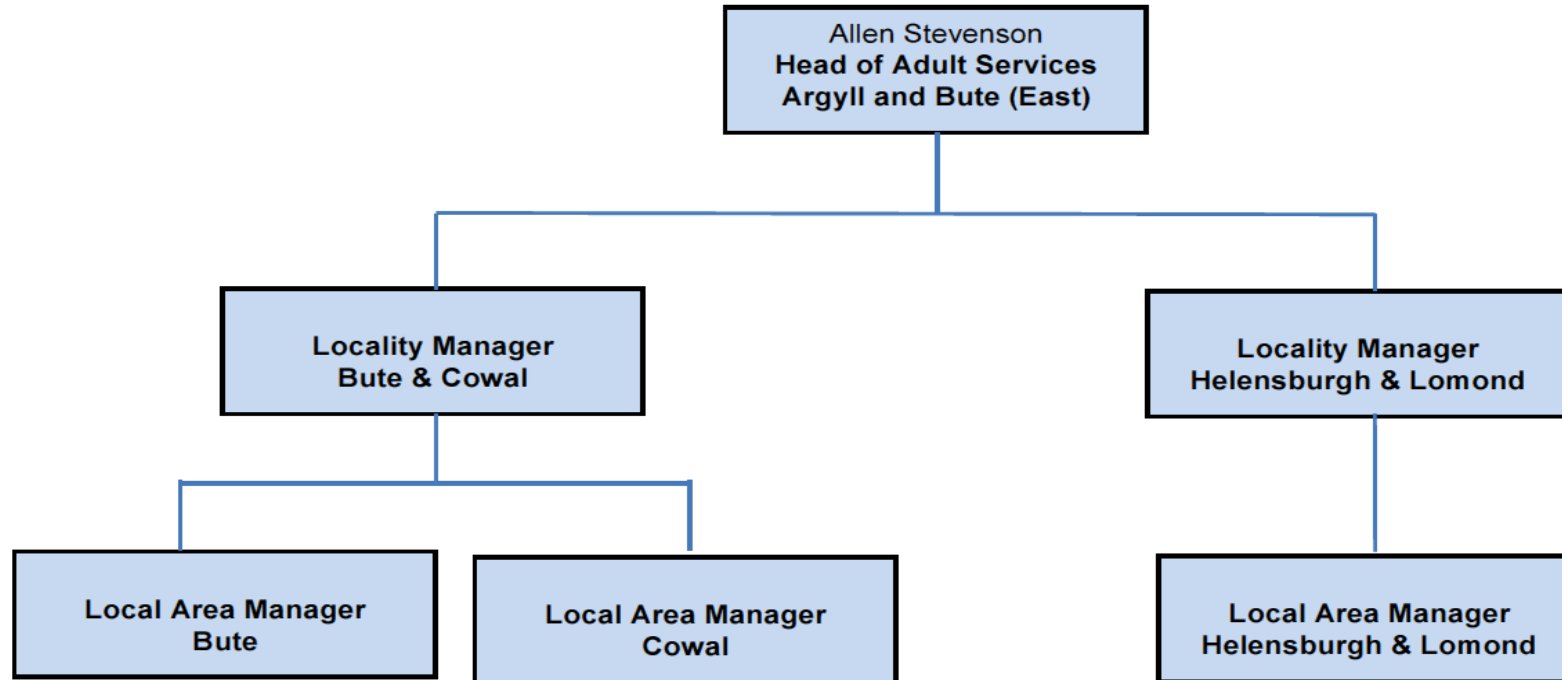 Allen Stevenson
Head of Adult Services
Argyll and Bute (East)
Locality Manager
Bute & Cowal
Locality Manager
Helensburgh & Lomond
Local Area Manager
Bute
Local Area Manager
Cowal
Local Area Manager
Helensburgh & Lomond